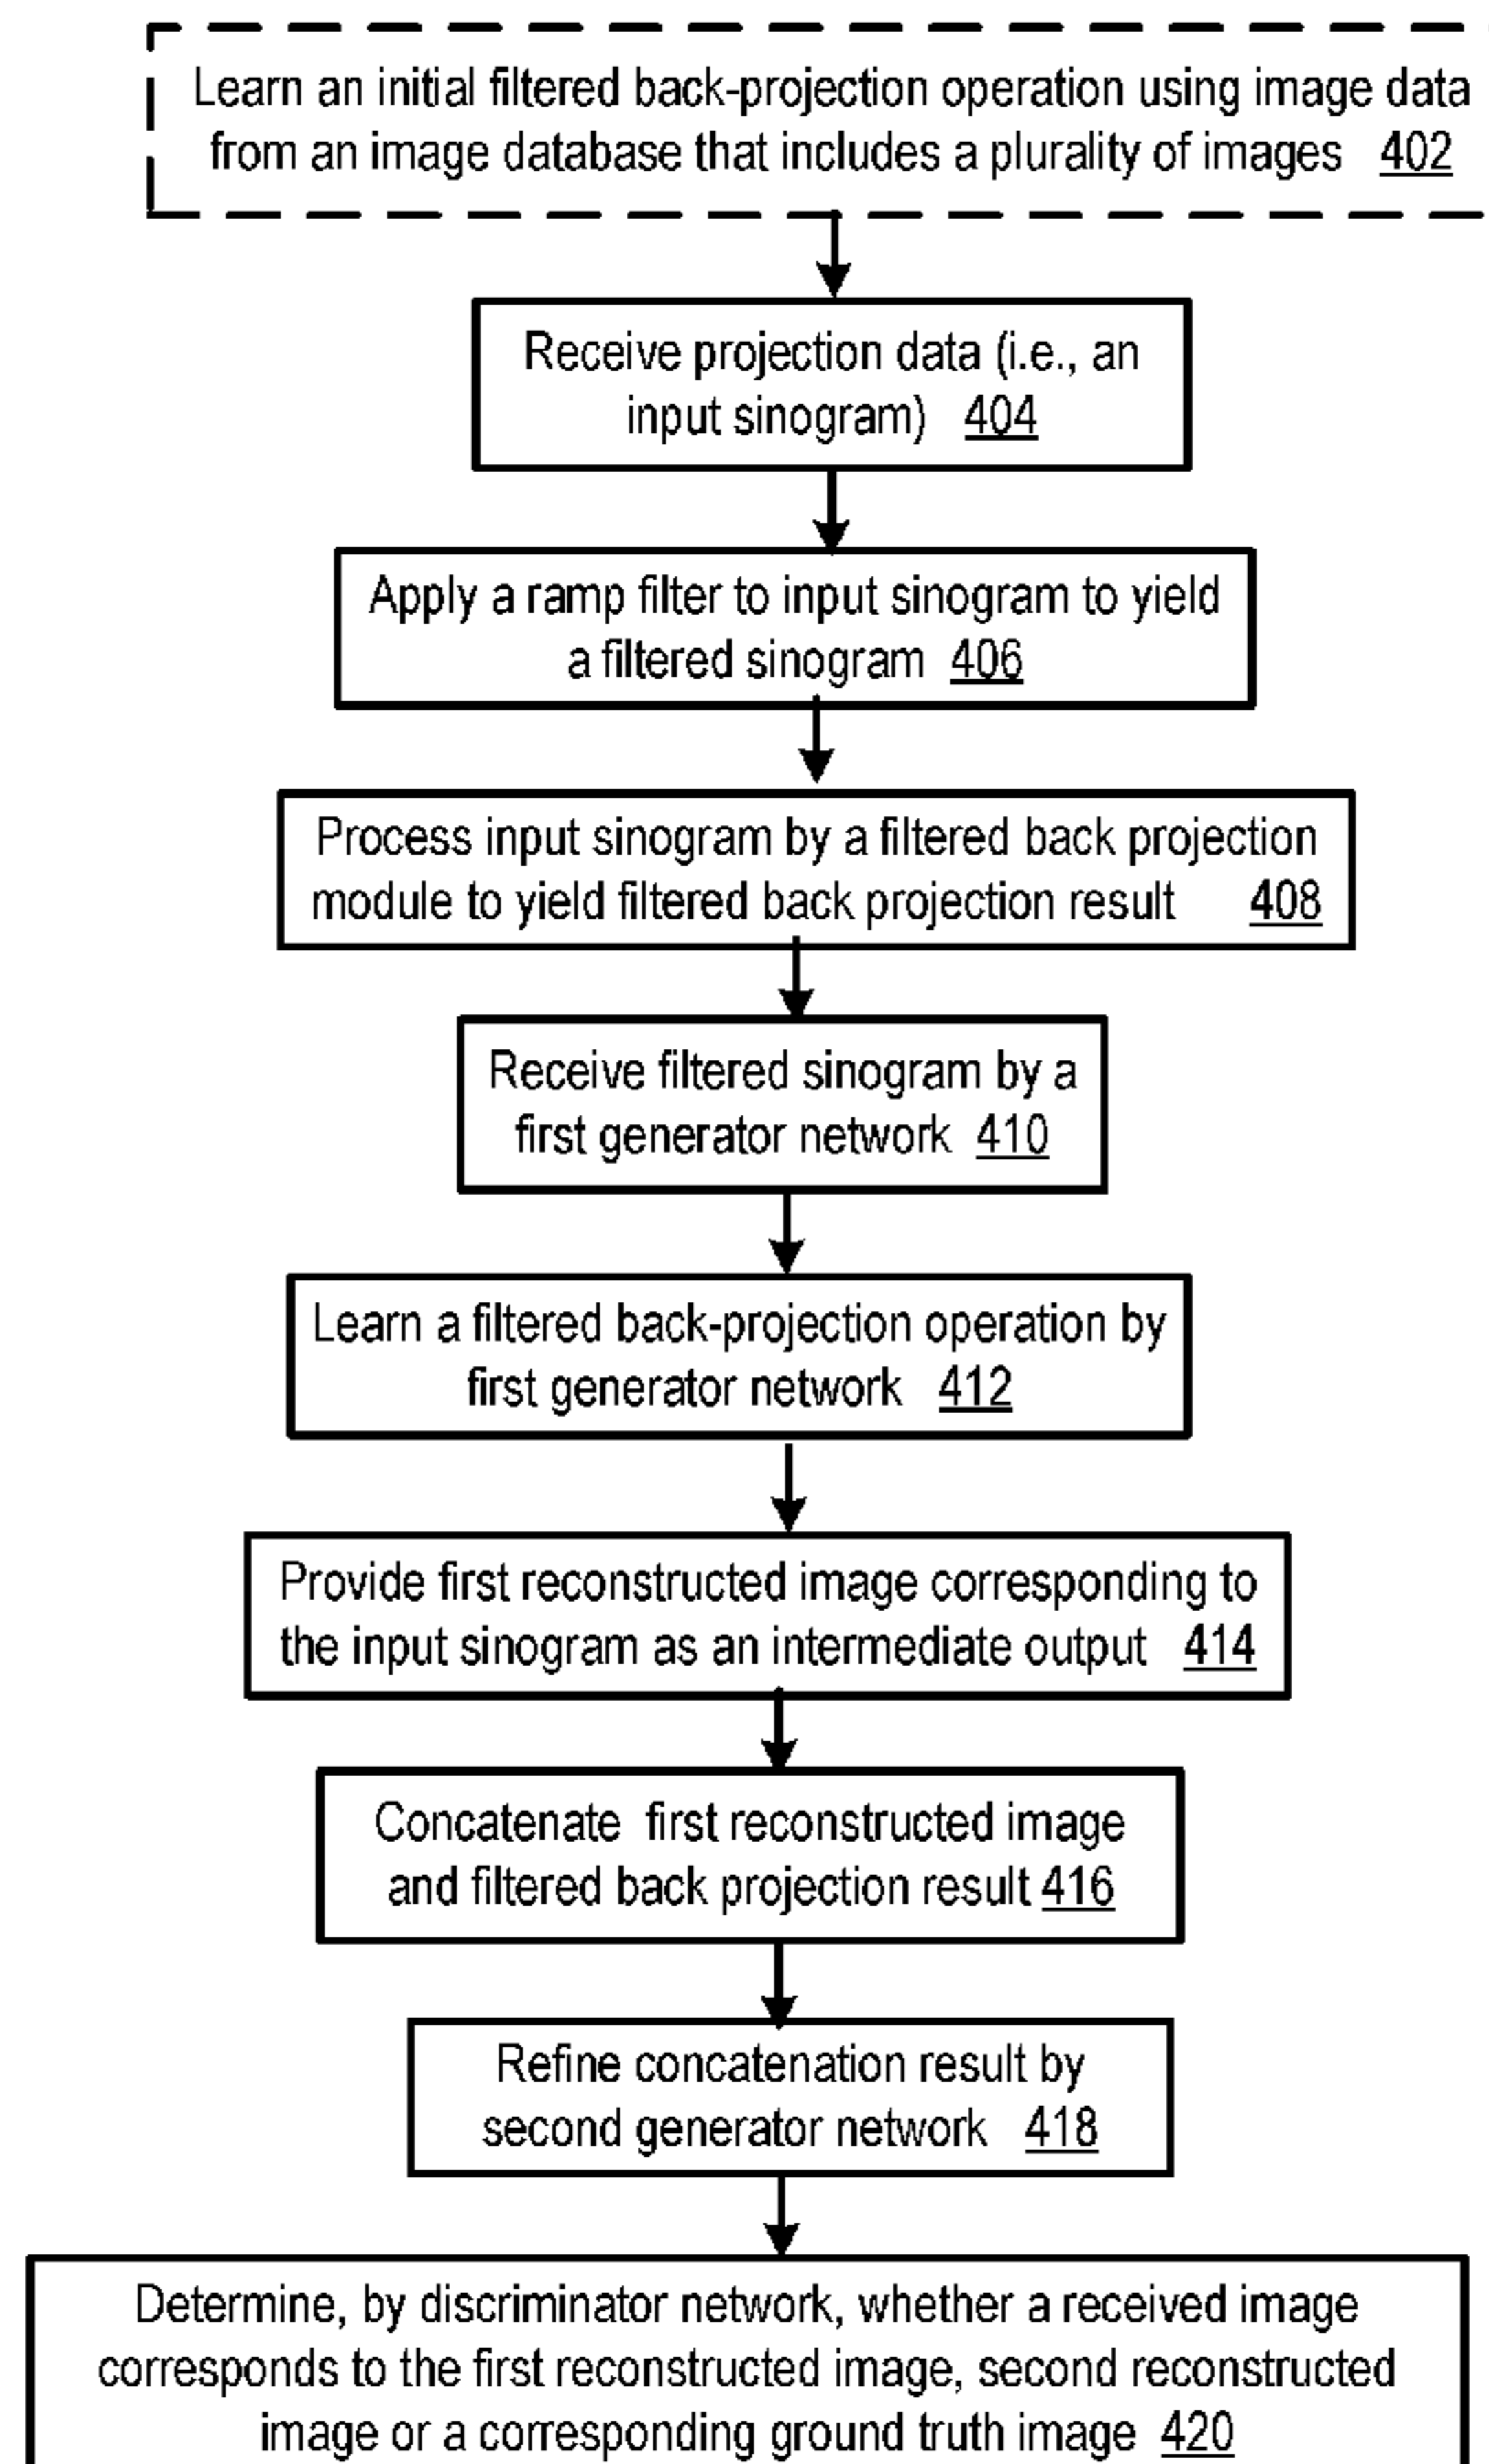 Learn an initial filtered back-projection operation using image data
from an image database that includes a plurality of images 402
Receive projection data (i.e., an
input sinogram) 404
Apply a ramp filter to input sinogram to yield
a filtered sinogram 406
Process input sinogram by a filtered back projection
module to yield filtered back projection result 408
Receive filtered sinogram by a
first generator network 410
Learn a filtered back-projection operation by
first generator network 412
Provide first reconstructed image corresponding to
the input sinogram as an intermediate output 414
Concatenate first reconstructed image
and filtered back projection result 416
Refine concatenation result by
second generator network 418
Determine, by discriminator network, whether a received image
corresponds to the first reconstructed image, second reconstructed
image or a corresponding ground truth image 420